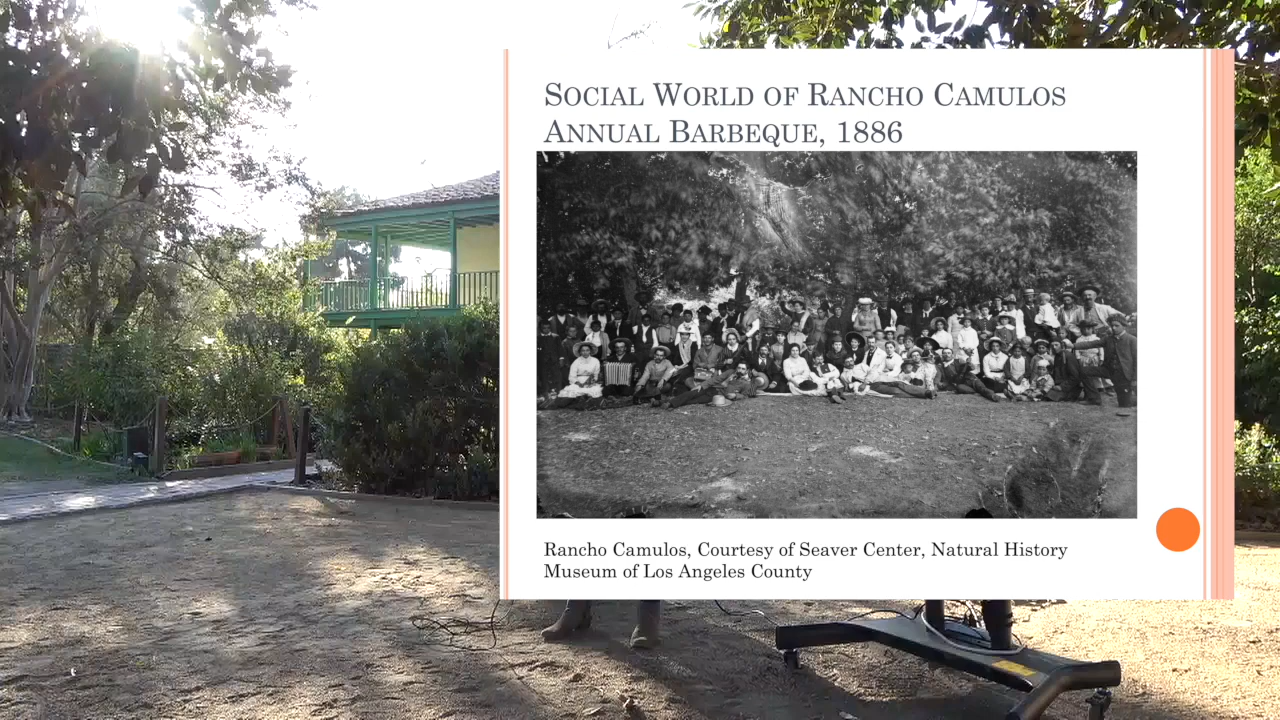 Social World of Rancho Camulos
Annual Barbeque, 1886
Rancho Camulos, Courtesy of Seaver Center, Natural History
Museum of Los Angeles County